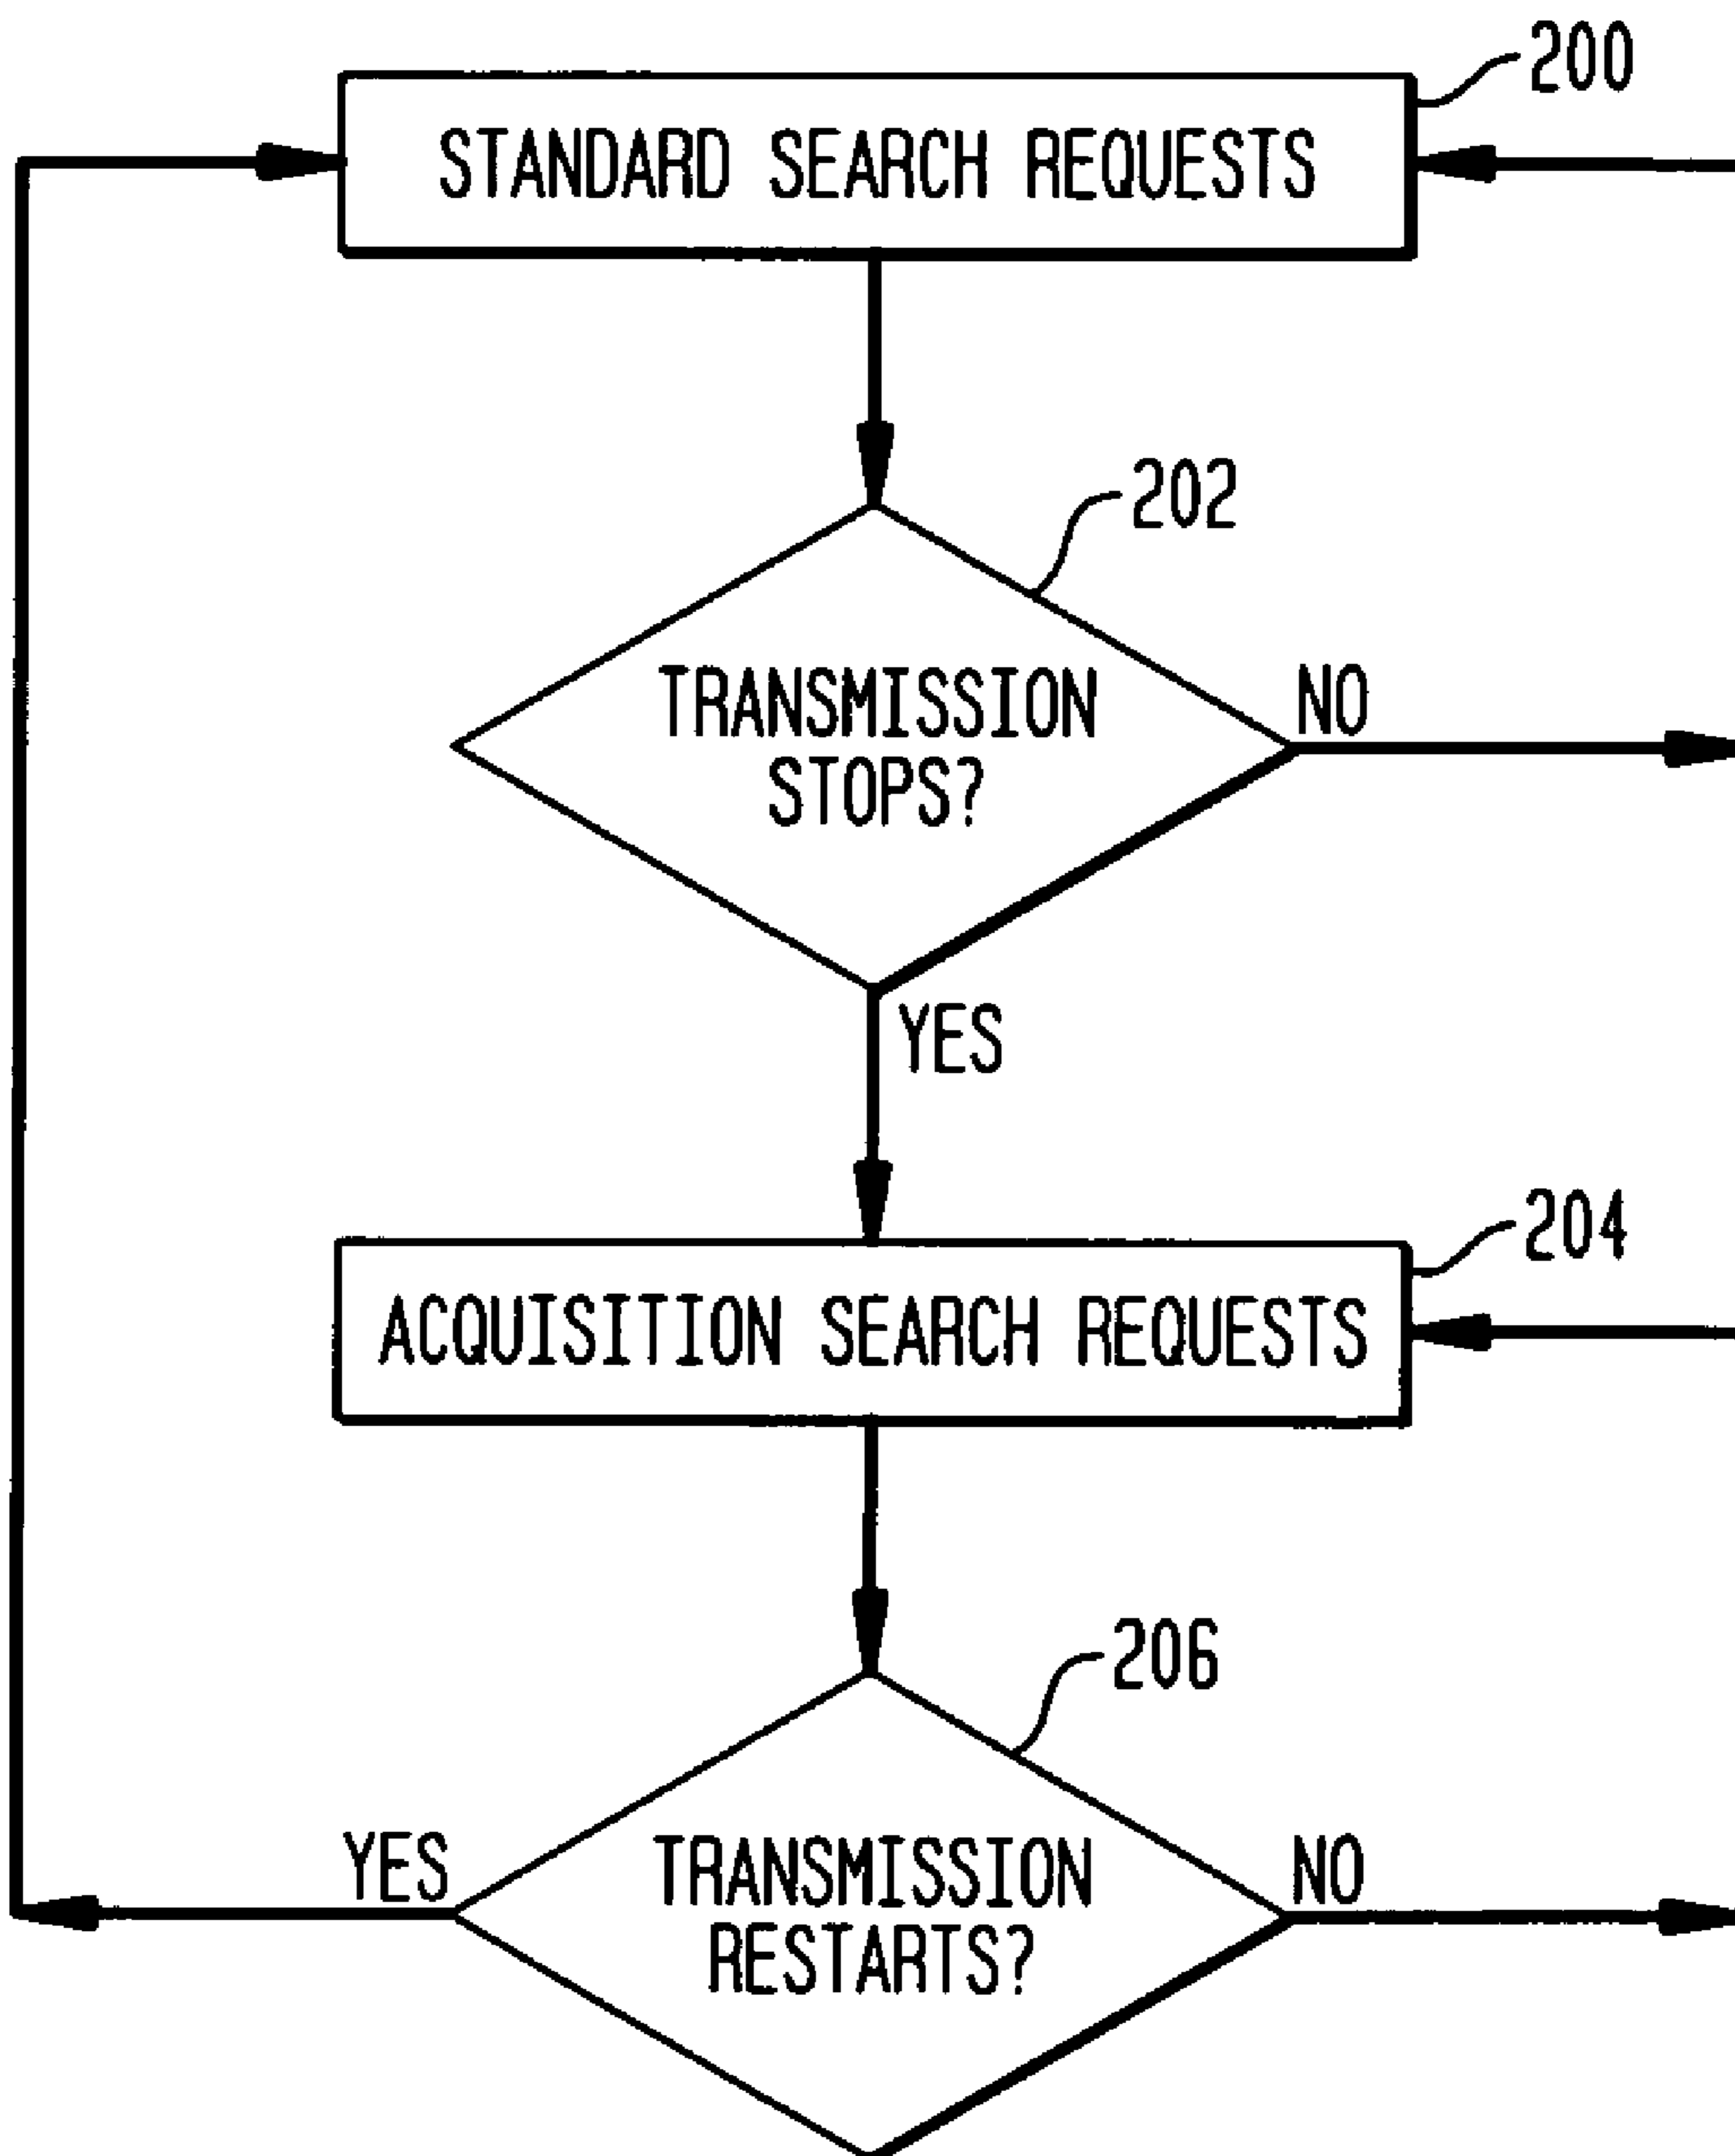 200
STANDARD SEARCH REQUESTS
202
TRANSMISSION
STOPS?
NO
YES
204
ACQUISITION SEARCH REQUESTS
206
YES
TRANSMISSION
RESTARTS?
NO